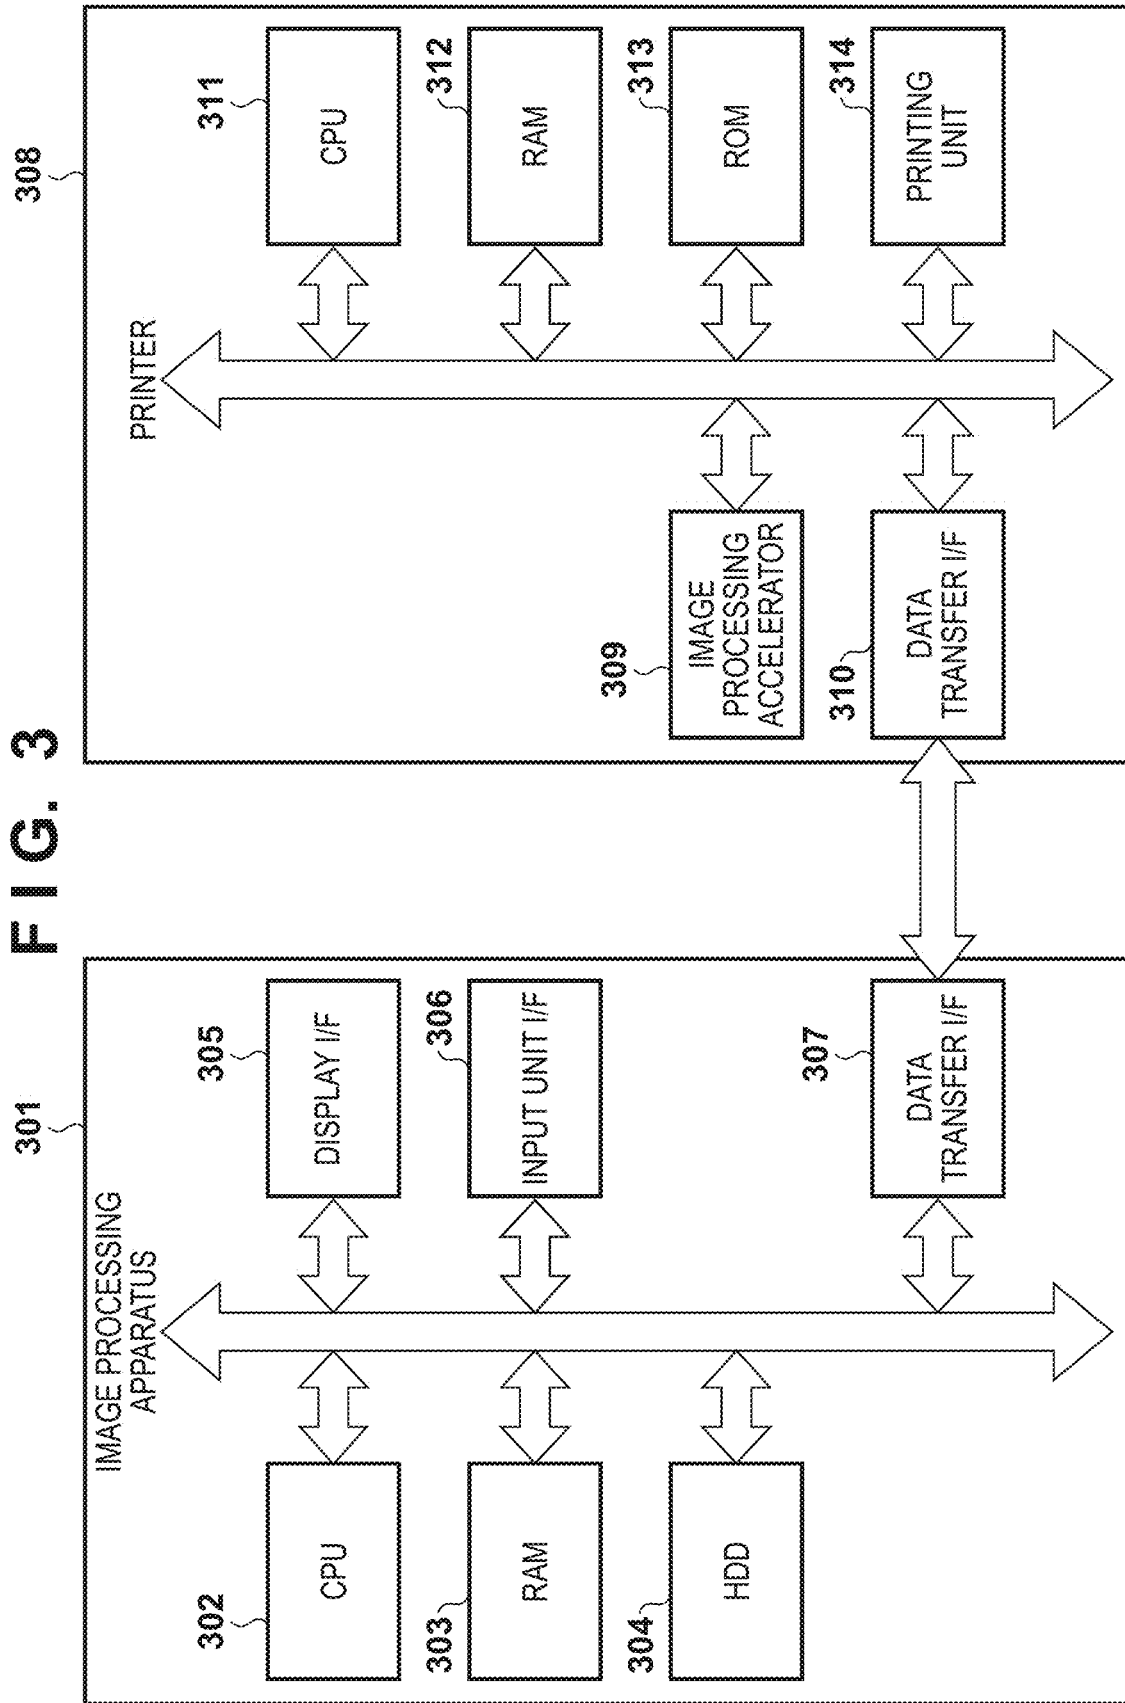 FIG. 3
301
IMAGE PROCESSING
APPARATUS
302
CPU
305
DISPLAY I/F
303
RAM
306
INPUT UNIT I/F
304
HDD
307
DATA
TRANSFER I/F
308
PRINTER
311
CPU
312
RAM
309
IMAGE
PROCESSING
ACCELERATOR
313
ROM
310
DATA
TRANSFER I/F
314
PRINTING
UNIT